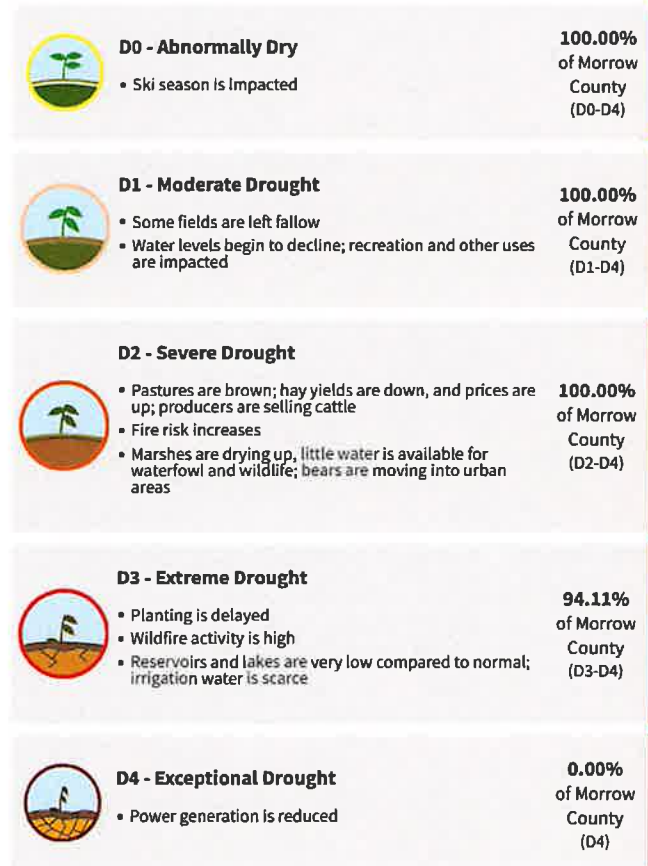 D0 - Abnormally Dry
• Ski season is impacted
100.00%
of Morrow
County
(D0-D4)
D1 - Moderate Drought
• Some fields are left fallow
• Water levels begin to decline; recreation and other uses
are impacted
100.00%
of Morrow
County
(D1-D4)
D2 - Severe Drought
• Pastures are brown; hay yields are down, and prices are
up; producers are selling cattle
• Fire risk increases
• Marshes are drying up, little water is available for
waterfowl and wildlife; bears are moving into urban
areas
100.00%
of Morrow
County
(D2-D4)
D3 - Extreme Drought
• Planting is delayed
• Wildfire activity is high
• Reservoirs and lakes are very low compared to normal;
irrigation water is scarce
94.11%
of Morrow
County
(D3-D4)
D4 - Exceptional Drought
• Power generation is reduced
0.00%
of Morrow
County
(D4)